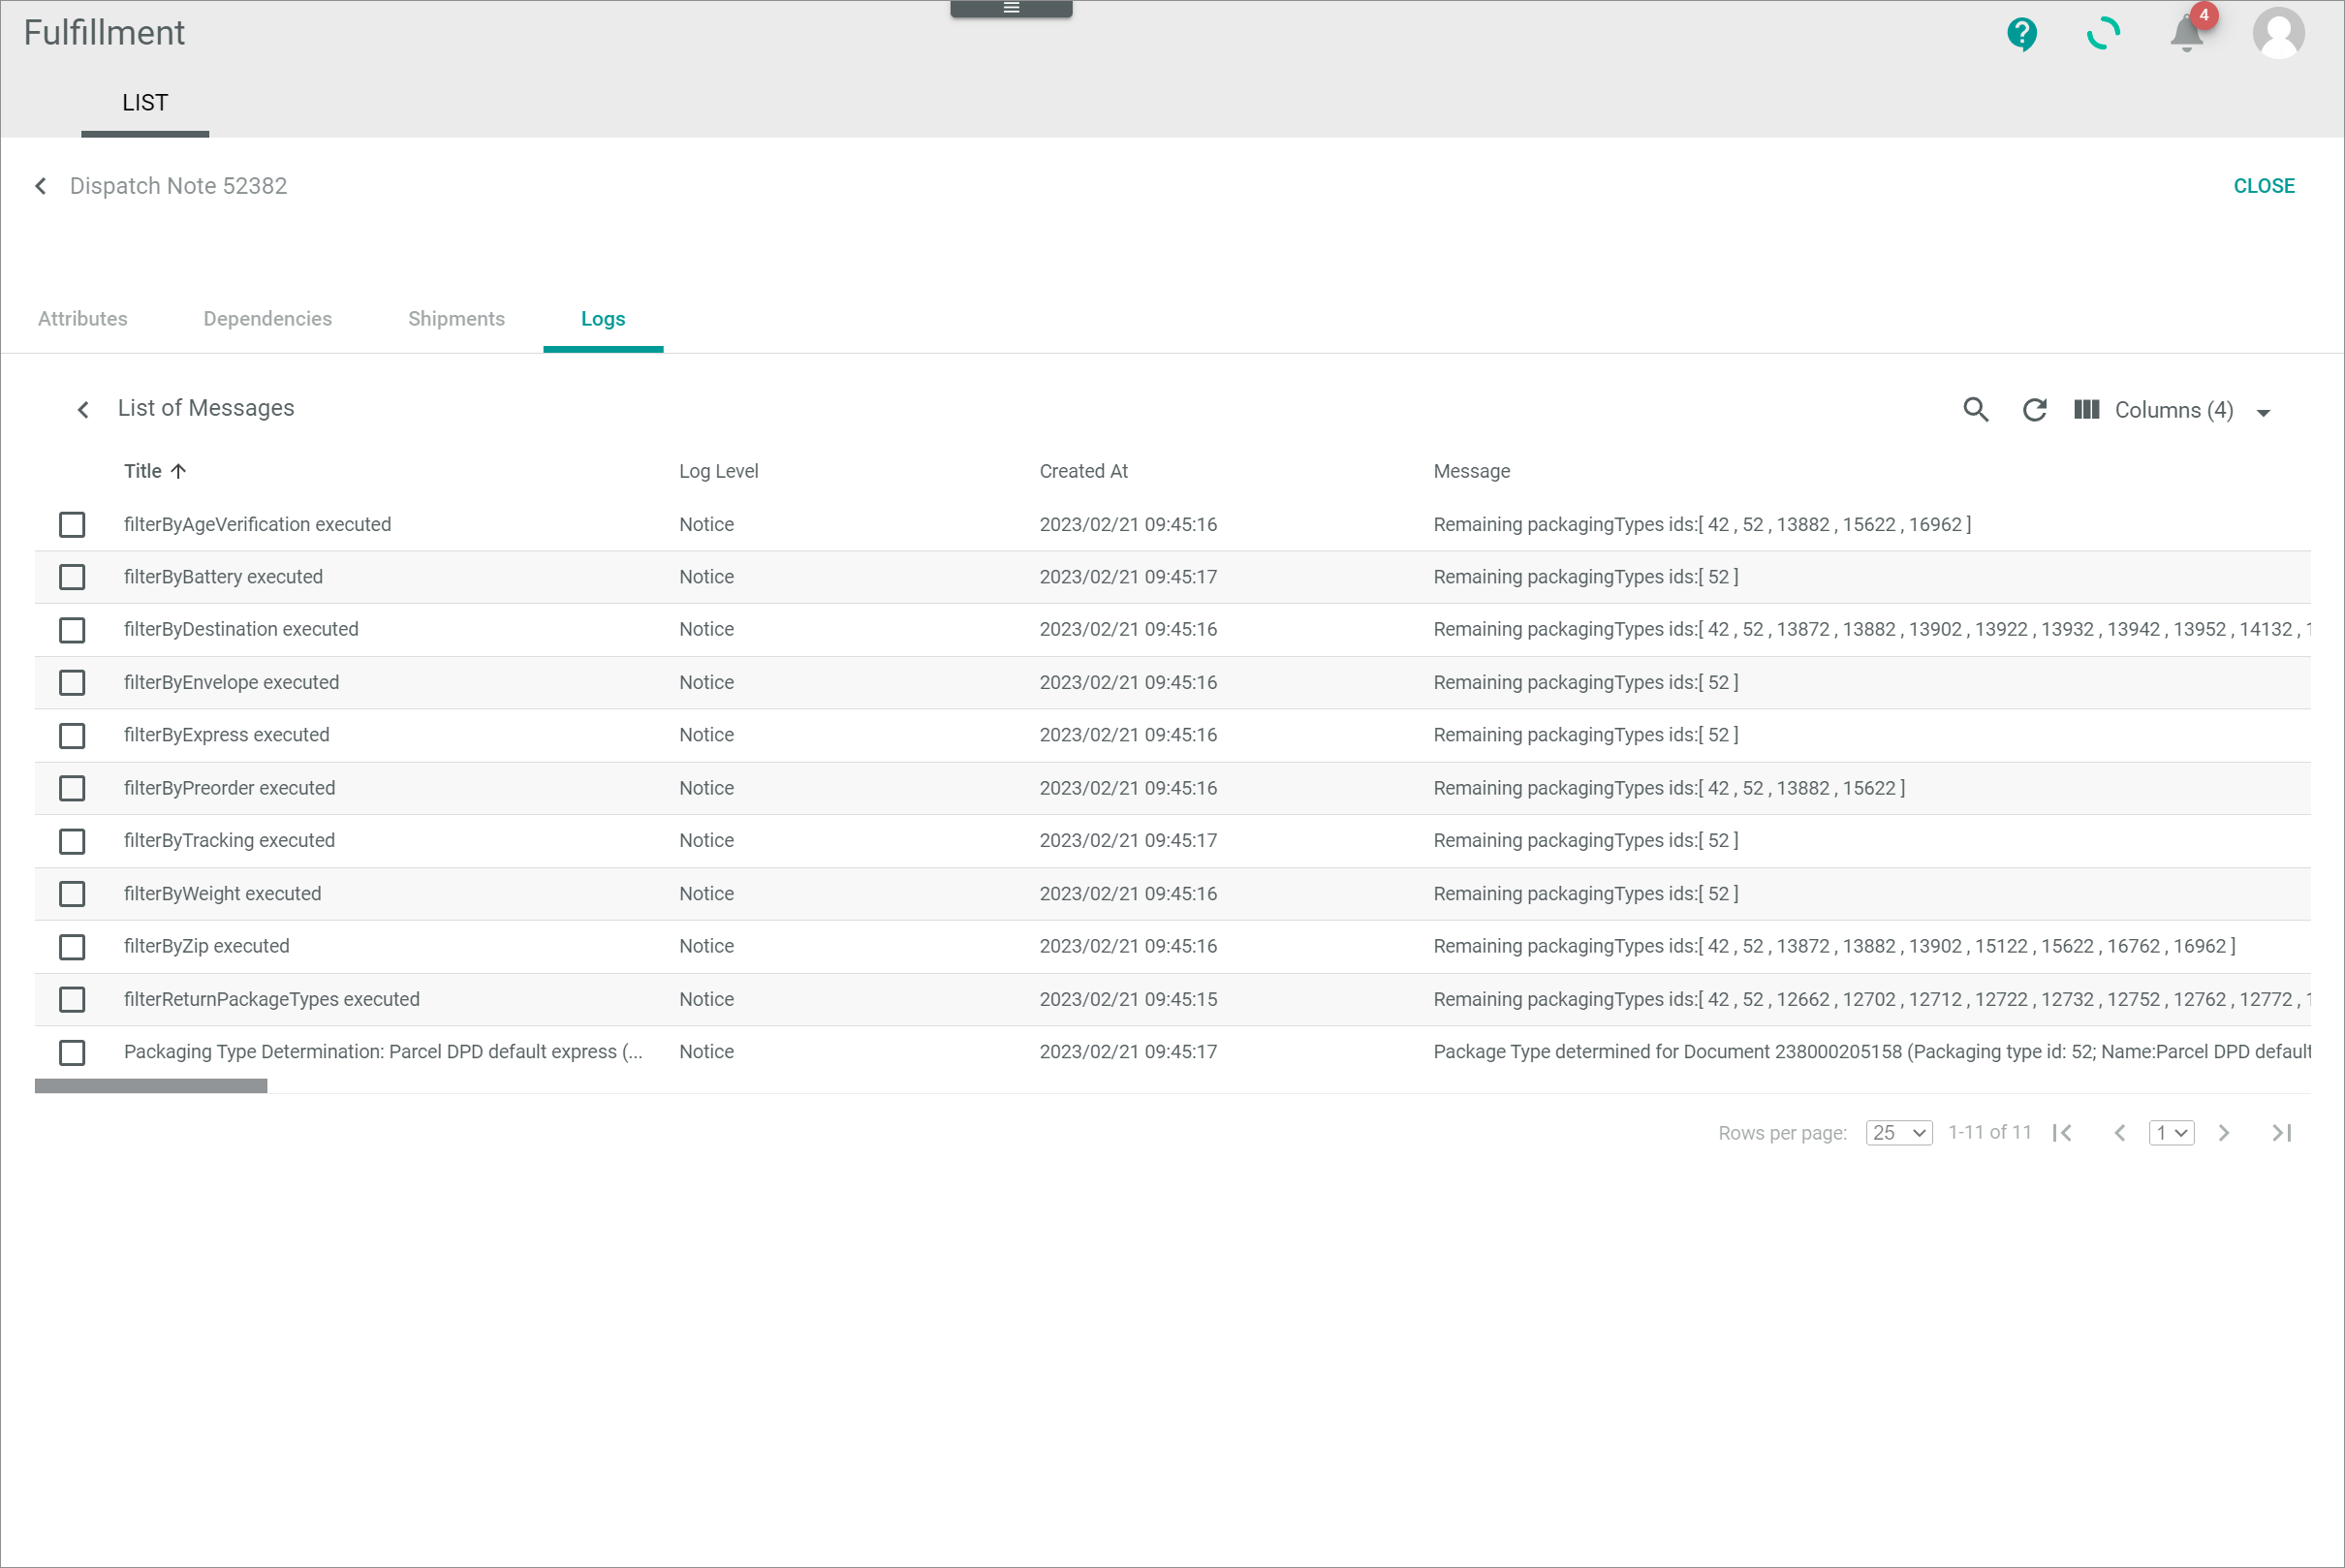 Fulfillment
4
LIST
Dispatch Note 52382
CLOSE
Attributes Dependencies Shipments Logs
List of Messages
Columns (4)
Title Log Level Created At Message
filterByAgeVerification executed Notice 2023/02/21 09:45:16 Remaining packagingTypes ids:[ 42 , 52 , 13882 , 15622 , 16962 ]
filterByBattery executed Notice 2023/02/21 09:45:17 Remaining packagingTypes ids:[ 52 ]
filterByDestination executed Notice 2023/02/21 09:45:16 Remaining packagingTypes ids:[ 42 , 52 , 13872 , 13882 , 13902 , 13922 , 13932 , 13942 , 13952 , 14132 ,
filterByEnvelope executed Notice 2023/02/21 09:45:16 Remaining packagingTypes ids:[ 52 ]
filterByExpress executed Notice 2023/02/21 09:45:16 Remaining packagingTypes ids:[ 52 ]
filterByPreorder executed Notice 2023/02/21 09:45:16 Remaining packagingTypes ids:[ 42 , 52 , 13882 , 15622 ]
filterByTracking executed Notice 2023/02/21 09:45:17 Remaining packagingTypes ids:[ 52 ]
filterByWeight executed Notice 2023/02/21 09:45:16 Remaining packagingTypes ids:[ 52 ]
filterByZip executed Notice 2023/02/21 09:45:16 Remaining packagingTypes ids:[ 42 , 52 , 13872 , 13882 , 13902 , 15122 , 15622 , 16762 , 16962 ]
filterReturnPackageTypes executed Notice 2023/02/21 09:45:15 Remaining packagingTypes ids:[ 42 , 52 , 12662 , 12702 , 12712 , 12722 , 12732 , 12752 , 12762 , 12772 ,
Packaging Type Determination: Parcel DPD default express (... Notice 2023/02/21 09:45:17 Package Type determined for Document 238000205158 (Packaging type id: 52; Name:Parcel DPD default
Rows per page: 25 1-11 of 11 1